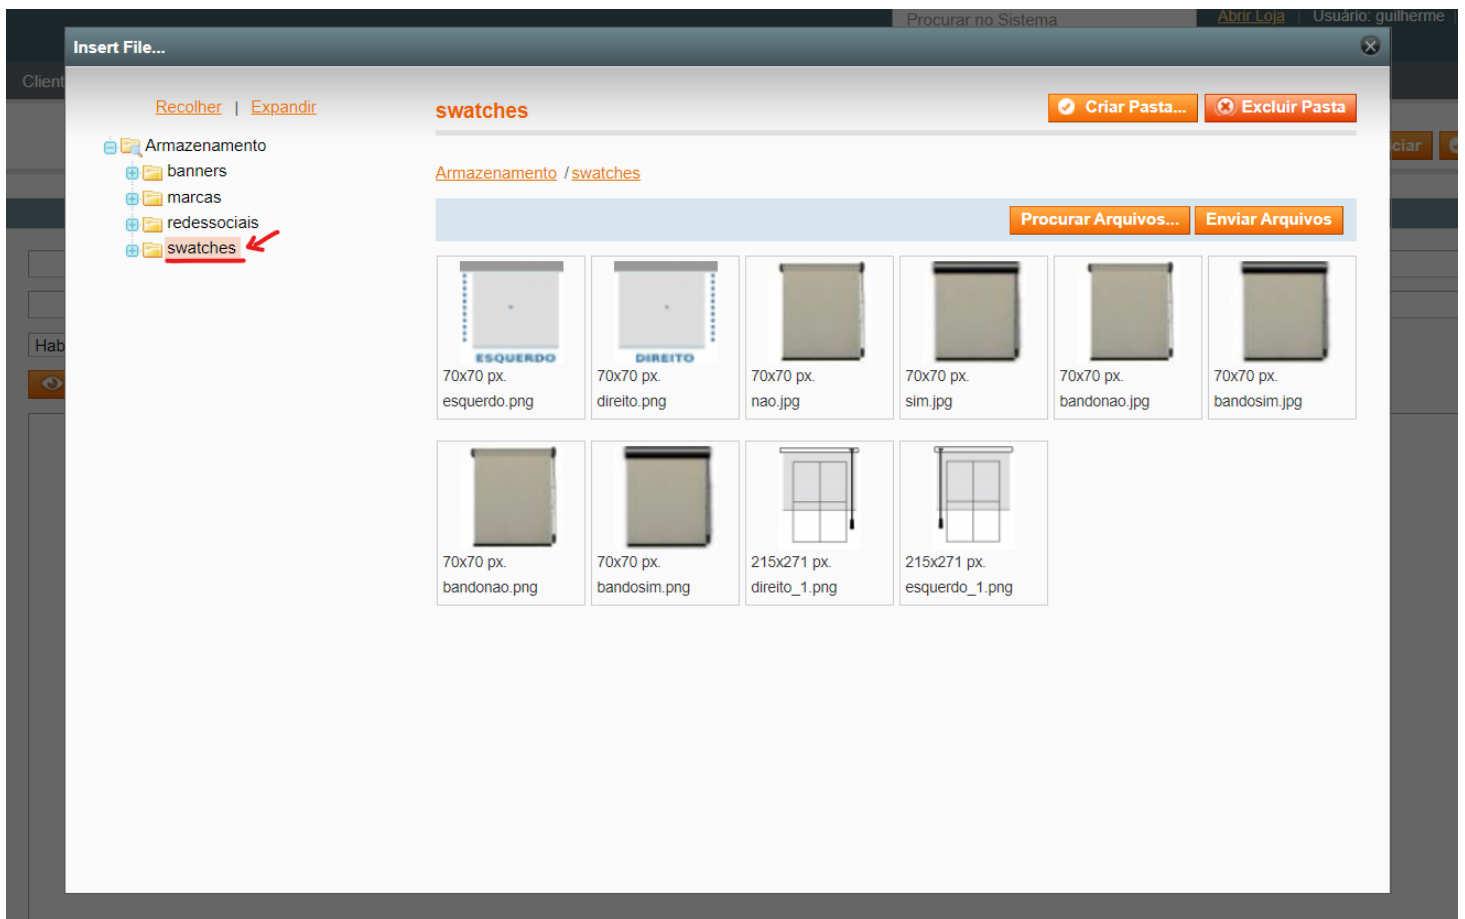 Procurar no Sistema
Abrir Loja | Usuário: guilherme
Insert File...
Client
Recolher | Expandir
swatches
Criar Pasta...
Excluir Pasta
Armazenamento
ciar
banners
Armazenamento / swatches
marcas
redessociais
Procurar Arquivos...
Enviar Arquivos
swatches
Hab
ESQUERDO
DIREITO
70x70 px.
esquerdo.png
70x70 px.
direito.png
70x70 px.
nao.jpg
70x70 px.
sim.jpg
70x70 px.
bandonao.jpg
70x70 px.
bandosim.jpg
70x70 px.
bandonao.png
70x70 px.
bandosim.png
215x271 px.
direito_1.png
215x271 px.
esquerdo_1.png